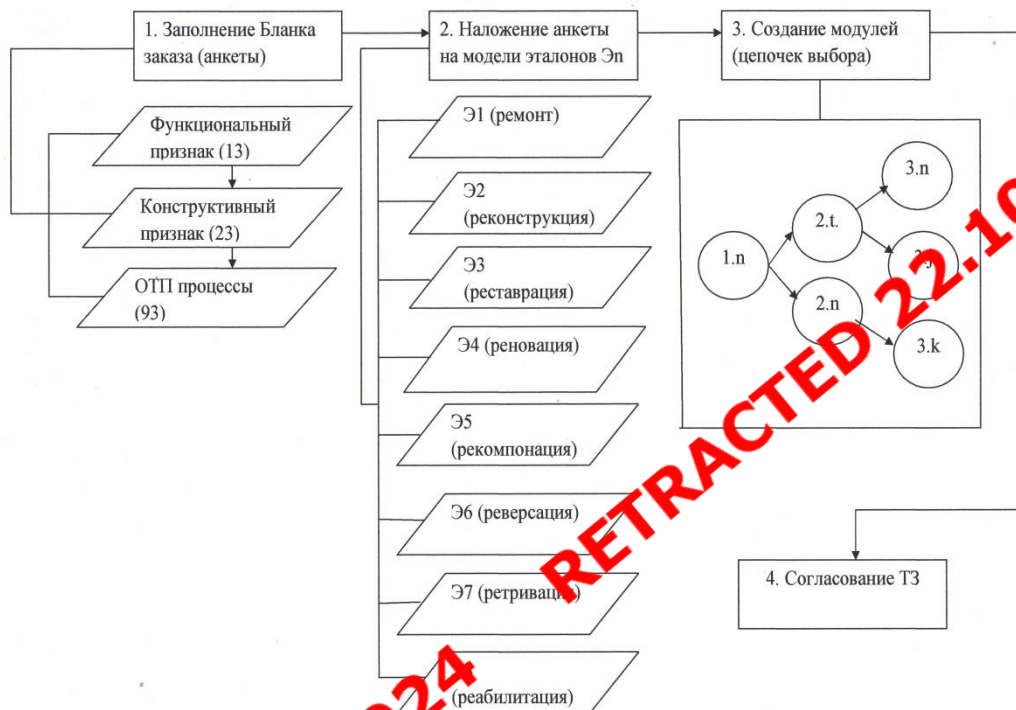 1. Заполнение Бланка
заказа (анкеты)
2. Наложение анкеты
на модели эталонов Эn
3. Создание модулей
(цепочек выбора)
Функциональный
признак (13)
Конструктивный
признак (23)
ОТП процессы
(93)
Э1 (ремонт)
Э2
(реконструкция)
Э3
(реставрация)
Э4 (реновация)
Э5
(рекомпонация)
Э6 (реверсация)
Э7 (ретривация)
(реабилитация)
1.n
2.t.
2.n
3.n
3.k
4. Согласование ТЗ
RETRACTED 22.10